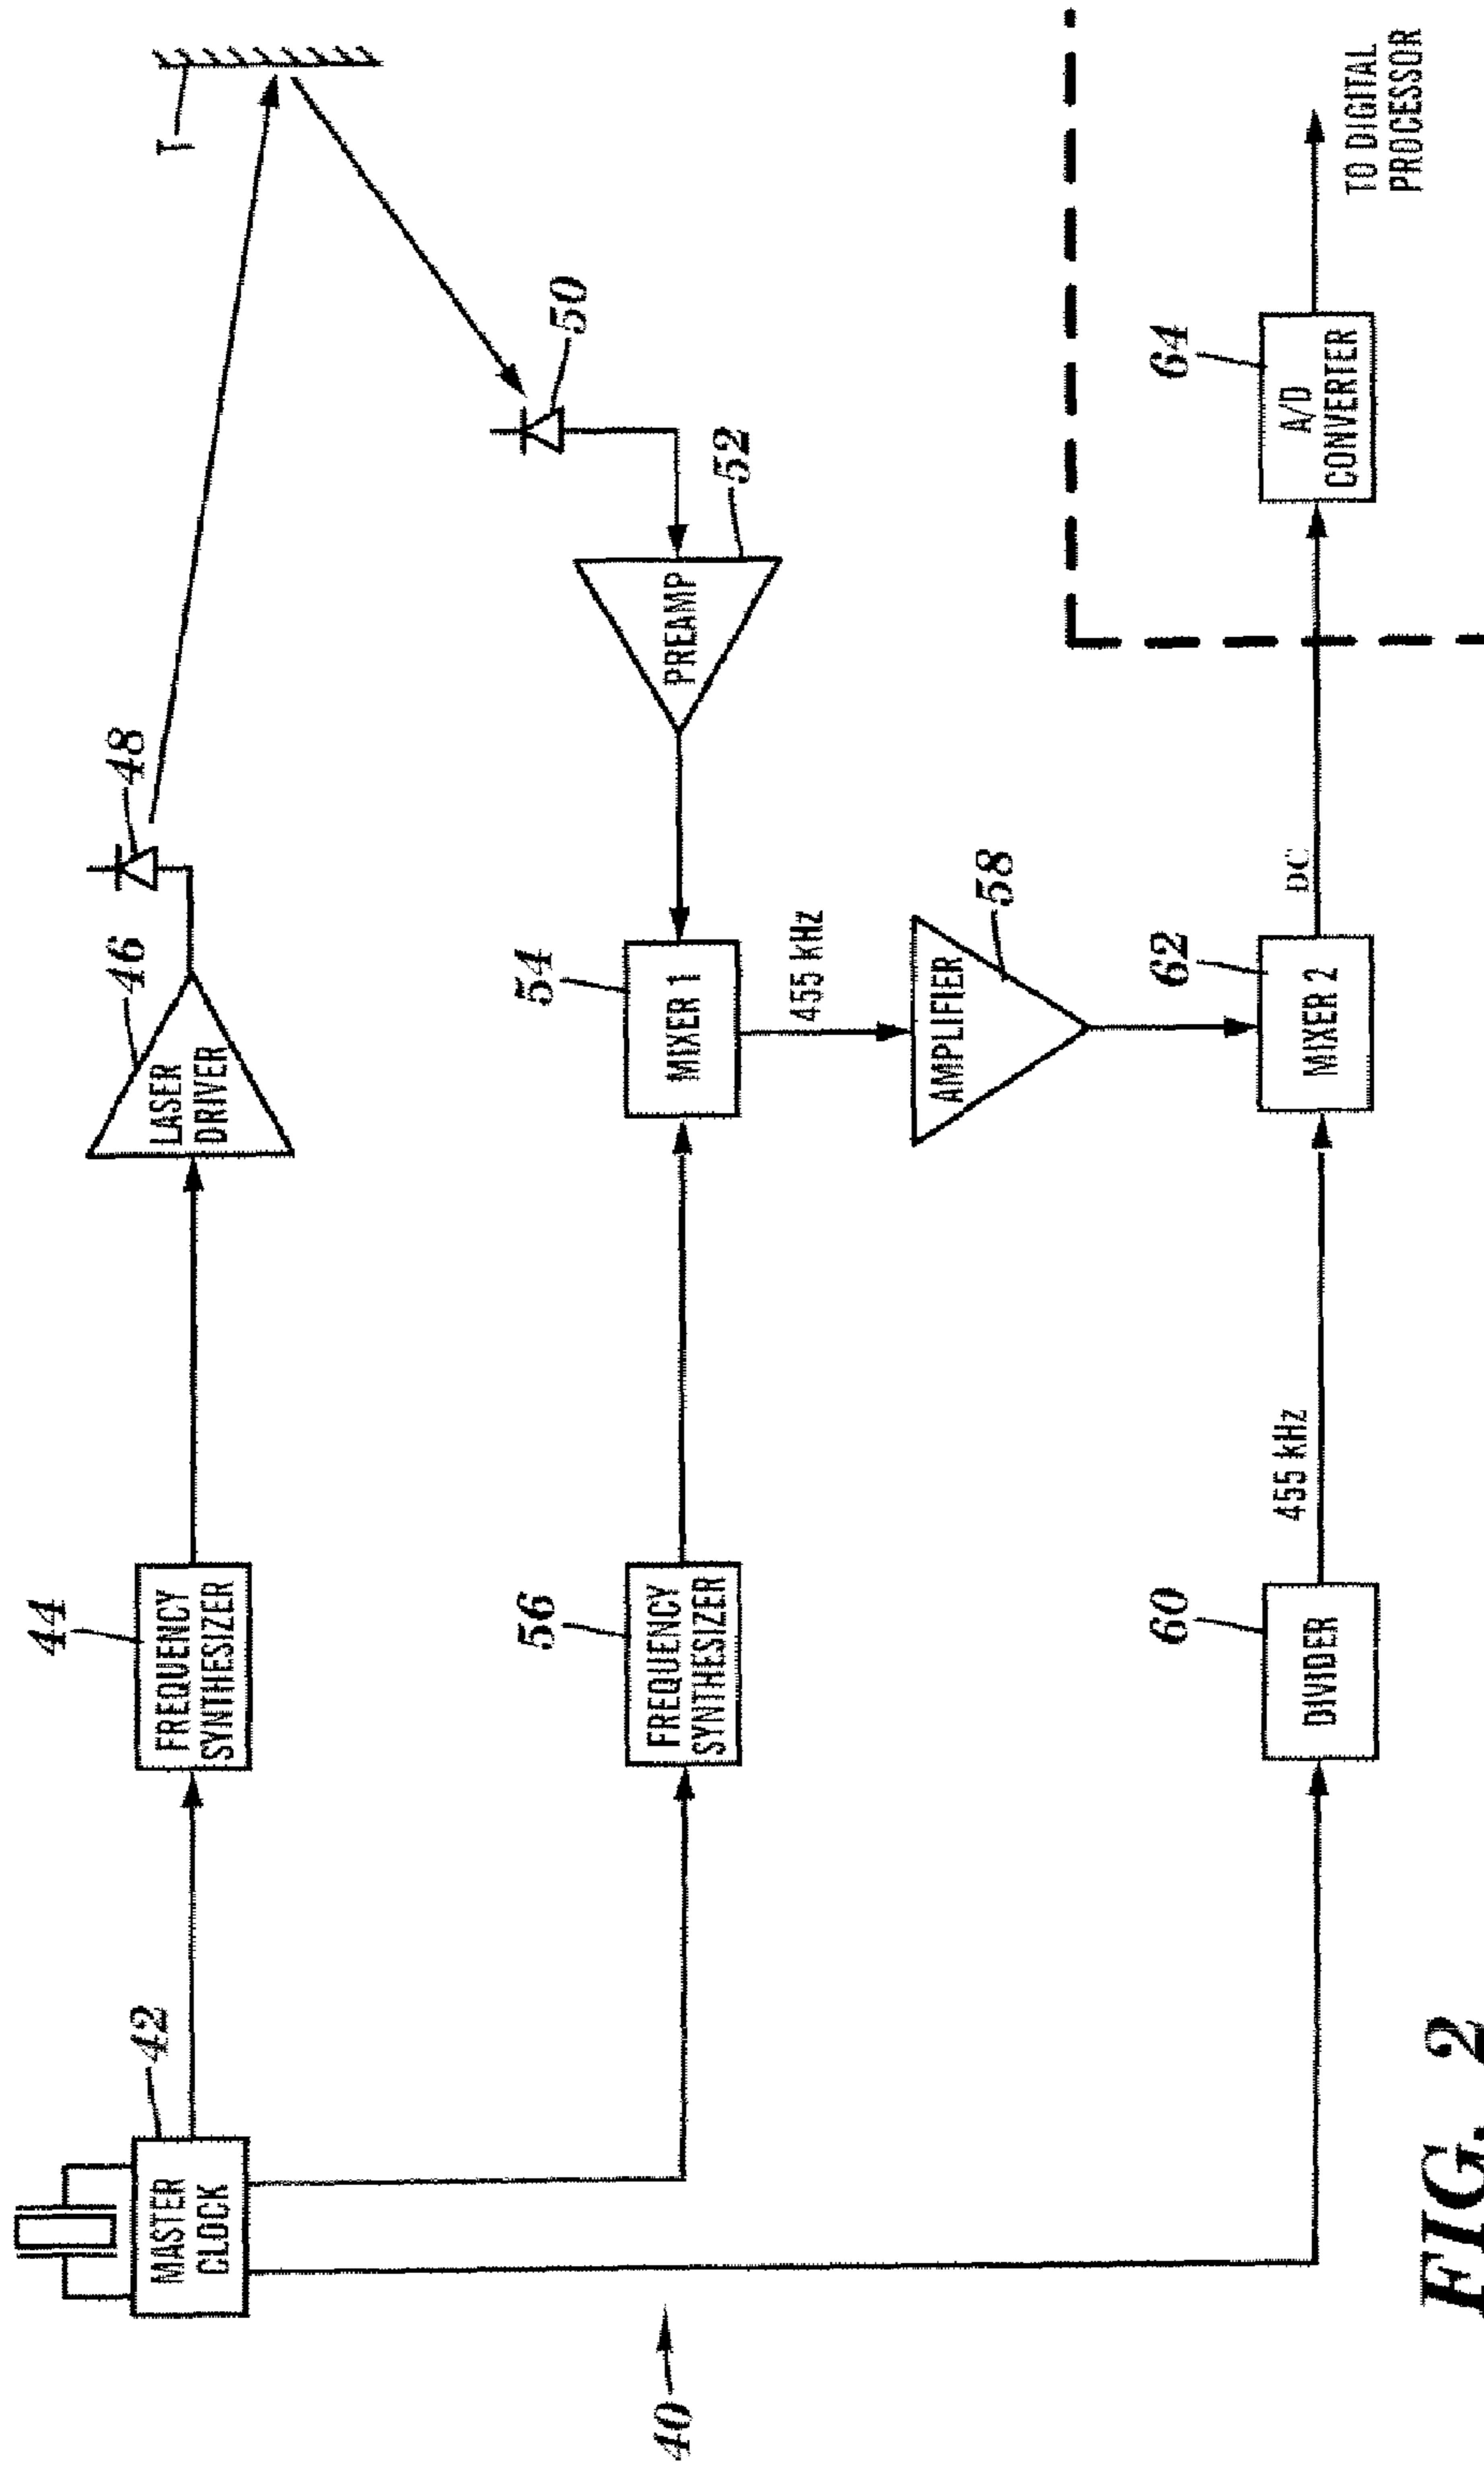 42
MASTER
CLOCK
44
FREQUENCY
SYNTHESIZER
46
LASER
DRIVER
48
T
50
52
PREAMP
54
MIXER 1
56
FREQUENCY
SYNTHESIZER
455 kHz
58
AMPLIFIER
40
60
DIVIDER
455 kHz
62
MIXER 2
DC
64
A/D
CONVERTER
TO DIGITAL
PROCESSOR
FIG. 2